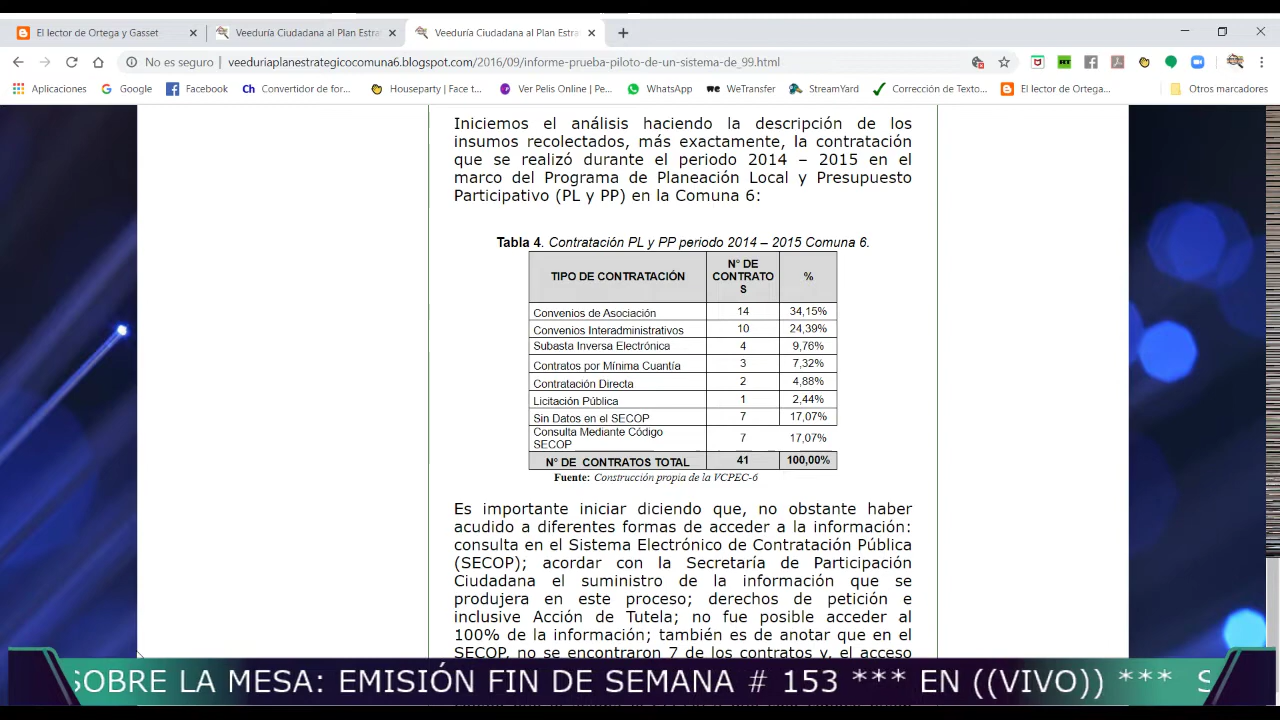 El lector de Ortega y Gasset
Veeduría Ciudadana al Plan Estra
Veeduría Ciudadana al Plan Estra
No es seguro | veeduriaplanestrategicomuna6.blogspot.com/2016/09/informe-prueba-piloto-de-un-sistema-de_99.html
Aplicaciones Google Facebook Convertidor de for... Houseparty | Face t... Ver Pelis Online | Pe... WhatsApp WeTransfer StreamYard Corrección de Texto... El lector de Ortega... Otros marcadores
Iniciemos el análisis haciendo la descripción de los
insumos recolectados, más exactamente, la contratación
que se realizó durante el periodo 2014 – 2015 en el
marco del Programa de Planeación Local y Presupuesto
Participativo (PL y PP) en la Comuna 6:
Tabla 4. Contratación PL y PP periodo 2014 – 2015 Comuna 6.
TIPO DE CONTRATACIÓN
N° DE
CONTRATO
S
%
Convenios de Asociación 14 34,15%
Convenios Interadministrativos 10 24,39%
Subasta Inversa Electrónica 4 9,76%
Contratos por Mínima Cuantía 3 7,32%
Contratación Directa 2 4,88%
Licitación Pública 1 2,44%
Sin Datos en el SECOP 7 17,07%
Consulta Mediante Código
SECOP 7 17,07%
N° DE CONTRATOS TOTAL 41 100,00%
Fuente: Construcción propia de la VCPEC-6
Es importante iniciar diciendo que, no obstante haber
acudido a diferentes formas de acceder a la información:
consulta en el Sistema Electrónico de Contratación Pública
(SECOP); acordar con la Secretaría de Participación
Ciudadana el suministro de la información que se
produjera en este proceso; derechos de petición e
inclusive Acción de Tutela; no fue posible acceder al
100% de la información; también es de anotar que en el
SECOP, no se encontraron 7 de los contratos y, el acceso
SOBRE LA MESA: EMISIÓN FIN DE SEMANA # 153 *** EN ((VIVO)) *** S